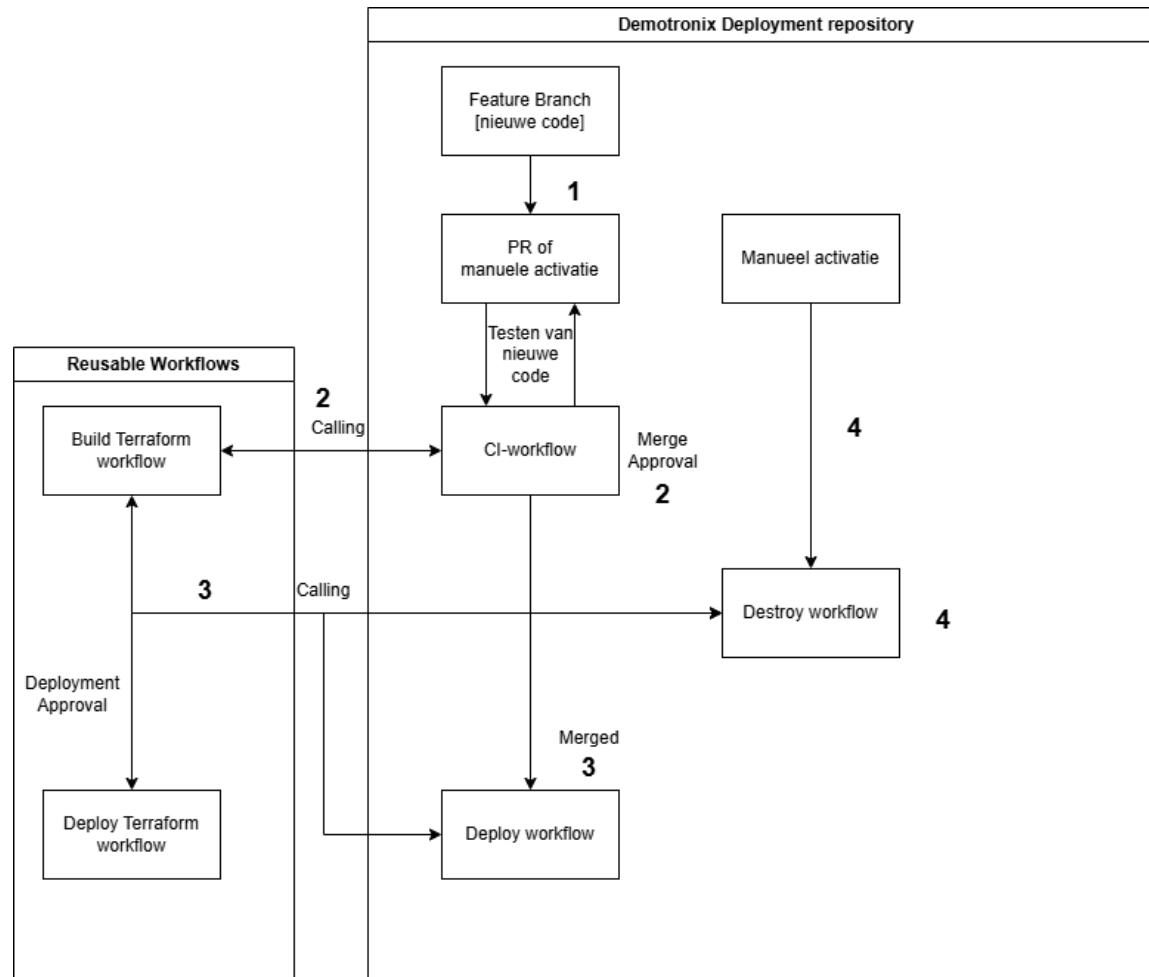 Demotronix Deployment repository
Feature Branch
[nieuwe code]
1
PR of
manuele activatie
Manueel activatie
Testen van
nieuwe
code
Reusable Workflows
2
Calling
Build Terraform
workflow
CI-workflow
Merge
Approval
2
4
3
Calling
Destroy workflow
4
Deployment
Approval
Merged
3
Deploy Terraform
workflow
Deploy workflow